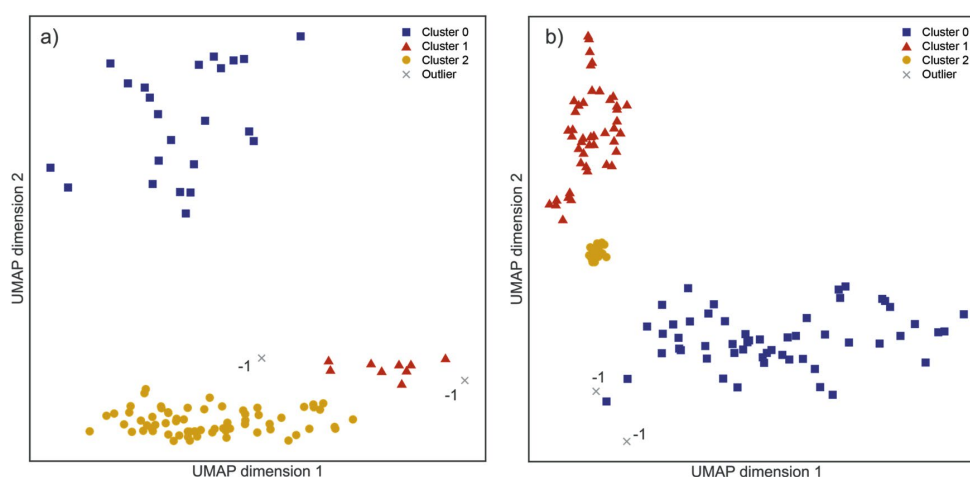 a)
Cluster 0
Cluster 1
Cluster 2
Outlier
-1
-1
UMAP dimension 2
UMAP dimension 1
b)
Cluster 0
Cluster 1
Cluster 2
Outlier
-1
-1
UMAP dimension 2
UMAP dimension 1